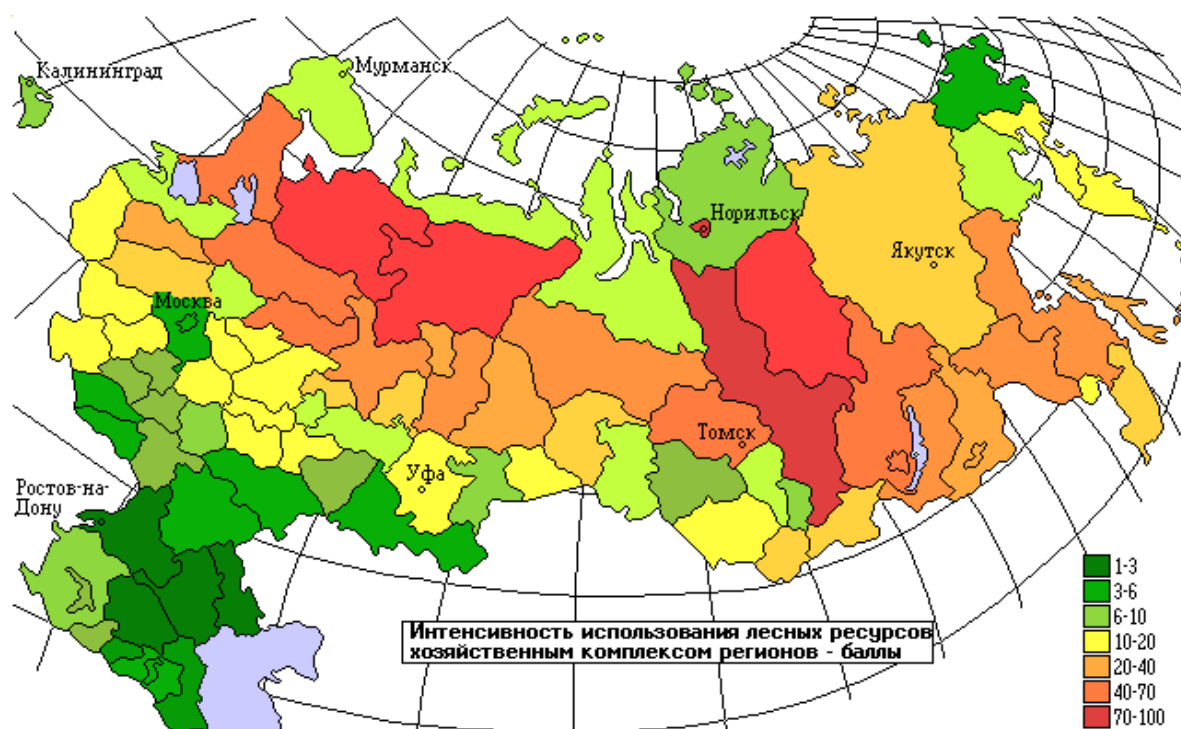 Калининград
Мурманск
Норильск
Якутск
Москва
Томск
Уфа
Ростов-на-
Дону
1-3
3-6
6-10
10-20
20-40
40-70
70-100
Интенсивность использования лесных ресурсов
хозяйственным комплексом регионов - баллы